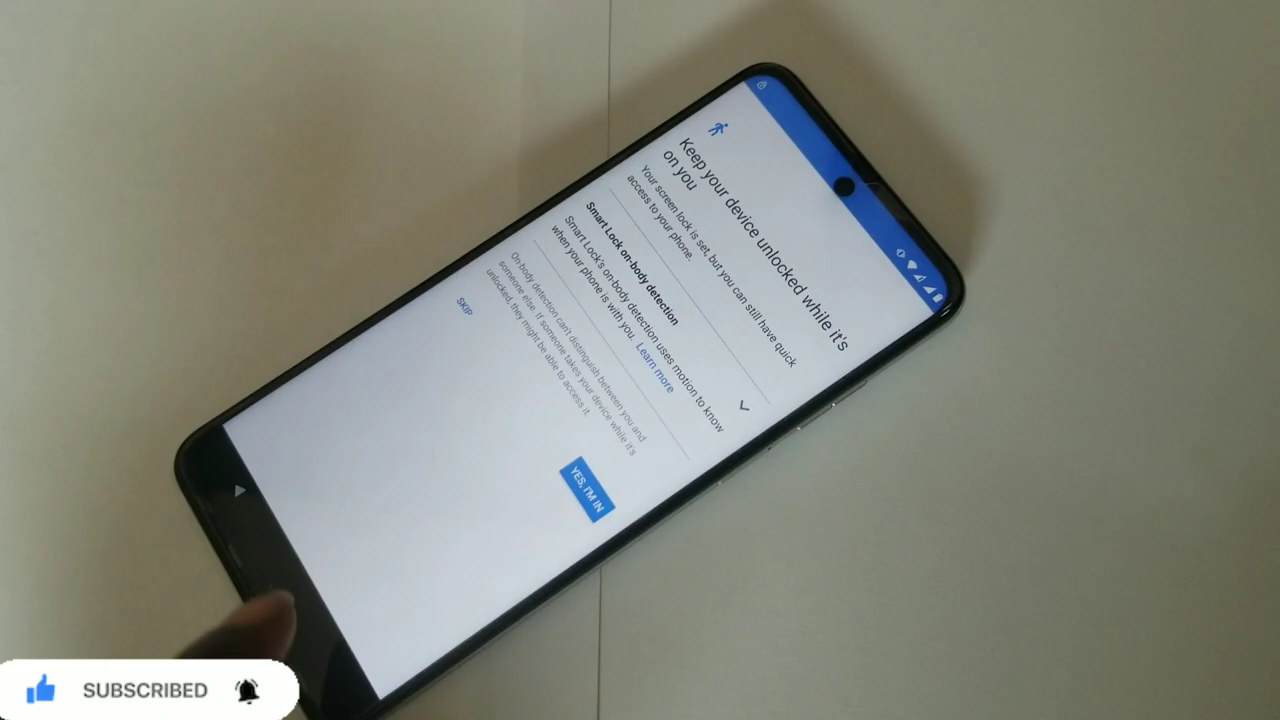 Keep your device unlocked while it's
on you
Your screen lock is set, but you can still have quick
access to your phone.
Smart Lock on-body detection
Smart Lock's on-body detection uses motion to know
when your phone is with you. Learn more
On-body detection can't distinguish between you and
someone else. If someone takes your device while it's
unlocked, they might be able to access it.
SKIP
YES, I'M IN
SUBSCRIBED